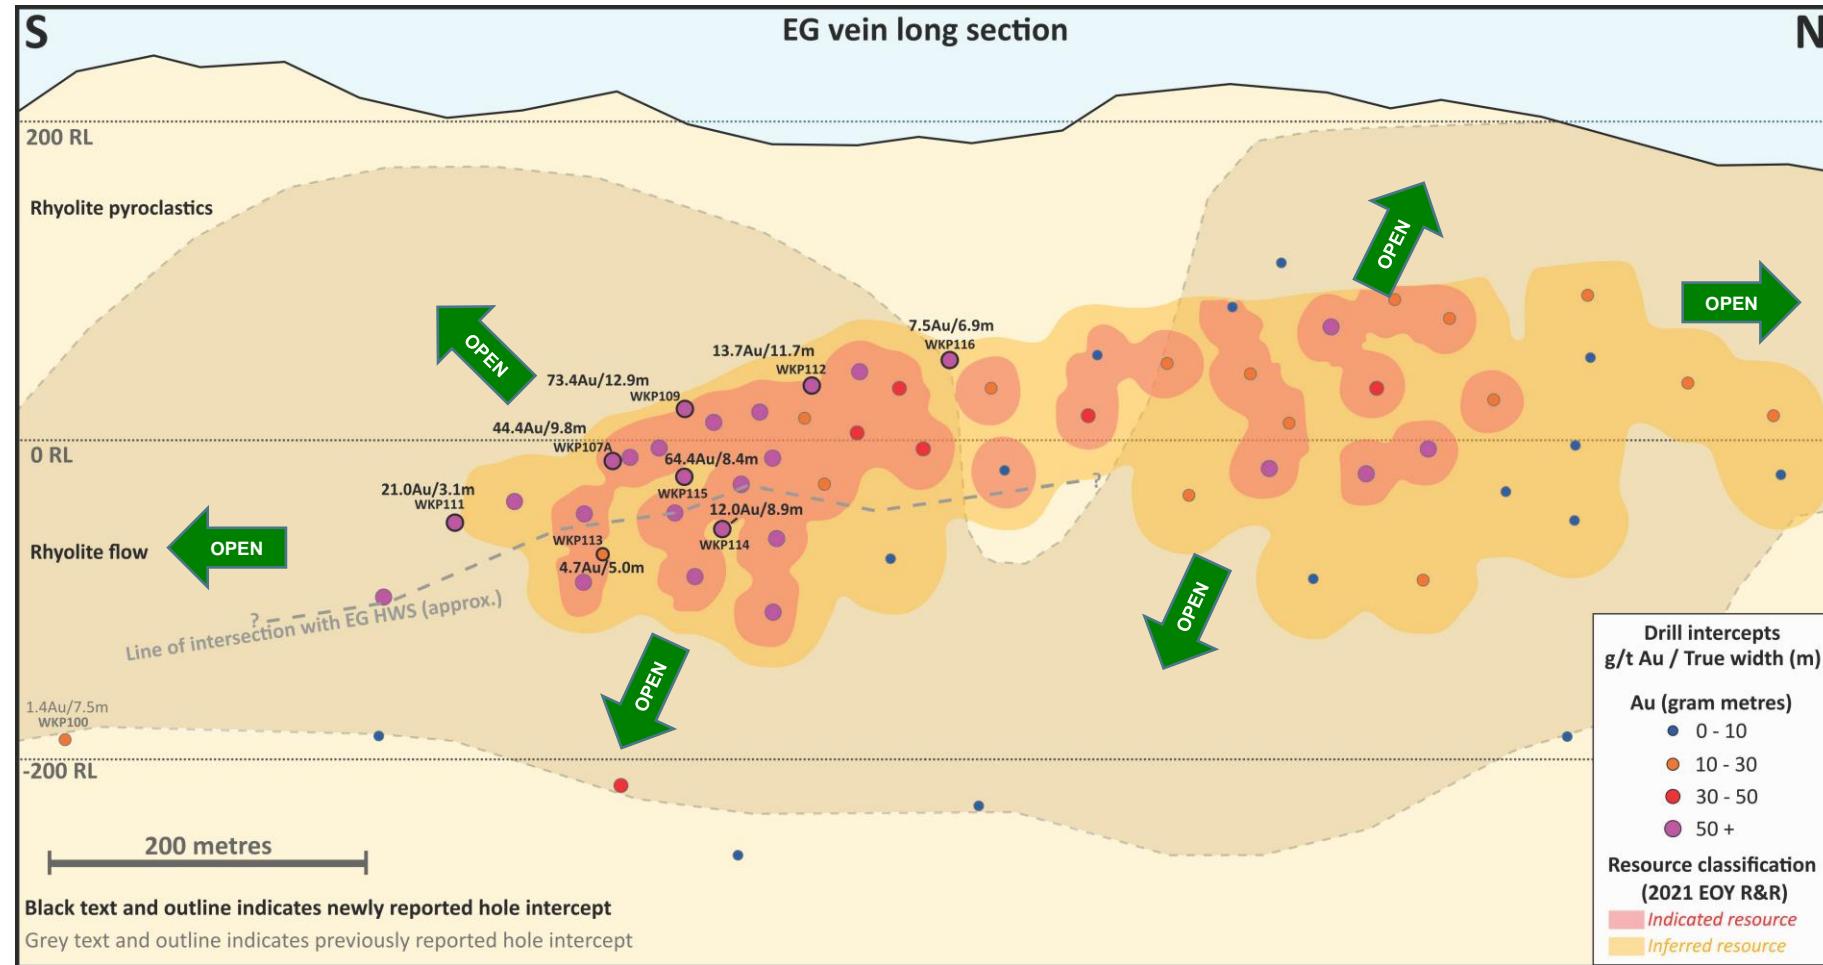 S
EG vein long section
N
200 RL
Rhyolite pyroclastics
OPEN
OPEN
OPEN
7.5Au/6.9m
WKP116
13.7Au/11.7m
WKP112
73.4Au/12.9m
WKP109
44.4Au/9.8m
WKP107A
0 RL
64.4Au/8.4m
WKP115
21.0Au/3.1m
WKP111
12.0Au/8.9m
WKP114
?
WKP113
4.7Au/5.0m
Rhyolite flow
OPEN
OPEN
OPEN
?
Line of intersection with EG HWS (approx.)
1.4Au/7.5m
WKP100
-200 RL
200 metres
Black text and outline indicates newly reported hole intercept
Grey text and outline indicates previously reported hole intercept
Drill intercepts
g/t Au / True width (m)
Au (gram metres)
0 - 10
10 - 30
30 - 50
50 +
Resource classification
(2021 EOY R&R)
Indicated resource
Inferred resource